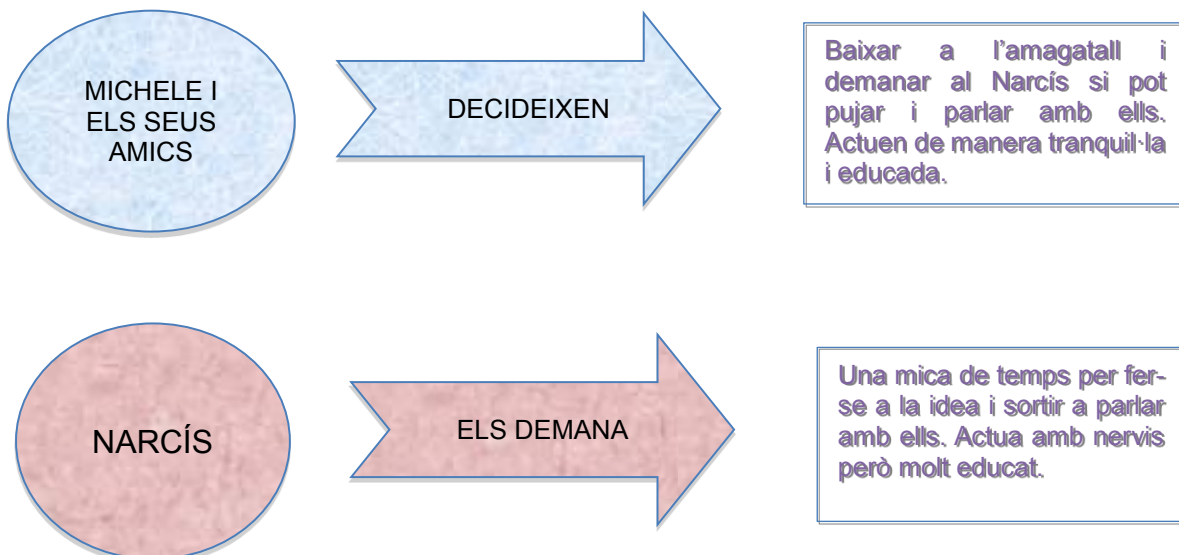 MICHELE I
ELS SEUS
AMICS
DECIDEIXEN
Baixar a l’amagatall i
demanar al Narcís si pot
pujar i parlar amb ells.
Actuen de manera tranquil·la
i educada.
NARCÍS
ELS DEMANA
Una mica de temps per fer-
se a la idea i sortir a parlar
amb ells. Actua amb nervis
però molt educat.